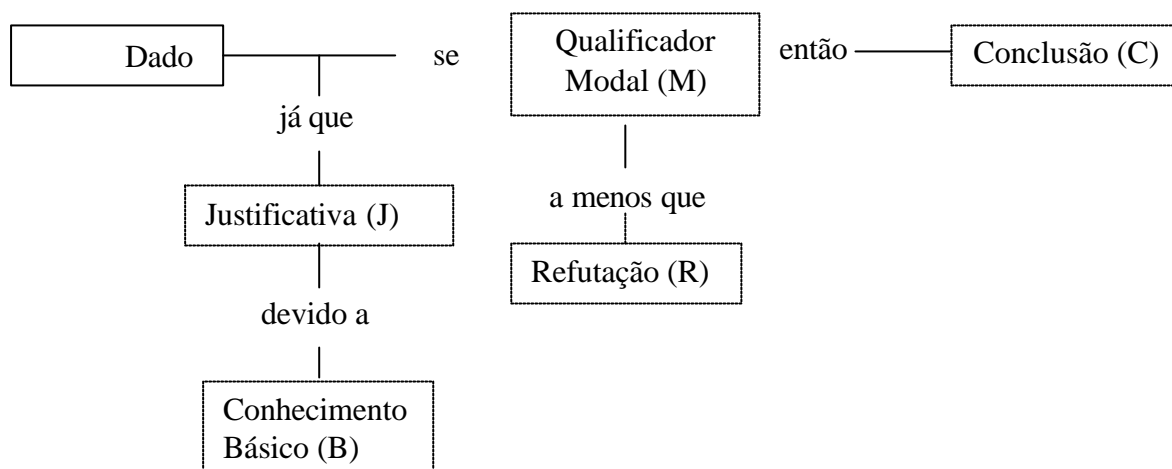 Dado
se
Qualificador
Modal (M)
então
Conclusão (C)
já que
Justificativa (J)
a menos que
Refutação (R)
devido a
Conhecimento
Básico (B)